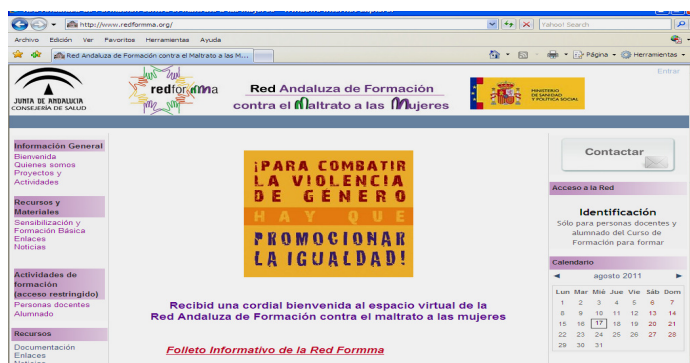 http://www.redformma.org/
Yahoo! Search
Archivo Edición Ver Favoritos Herramientas Ayuda
Red Andaluza de Formación contra el Maltrato a las M...
Página
Herramientas
Entrar
JUNTA DE ANDALUCIA
CONSEJERÍA DE SALUD
redformma
Red Andaluza de Formación
contra el Maltrato a las Mujeres
MINISTERIO
DE SANIDAD
Y POLÍTICA SOCIAL
Información General
Bienvenida
Quienes somos
Proyectos y
Actividades
Recursos y
Materiales
Sensibilización y
Formación Básica
Enlaces
Noticias
Actividades de
formación
(acceso restringido)
Personas docentes
Alumnado
Recursos
Documentación
Enlaces
Noticias
¡PARA COMBATIR
LA VIOLENCIA
DE GÉNERO
HAY QUE
PROMOCIONAR
LA IGUALDAD!
Recibid una cordial bienvenida al espacio virtual de la
Red Andaluza de Formación contra el maltrato a las mujeres
Folleto Informativo de la Red Formma
Contactar
Acceso a la Red
Identificación
Sólo para personas docentes y
alumnado del Curso de
Formación para formar
Calendario
◄ agosto 2011 ►
Lun Mar Mié Jue Vie Sáb Dom
1 2 3 4 5 6 7
8 9 10 11 12 13 14
15 16 17 18 19 20 21
22 23 24 25 26 27 28
29 30 31